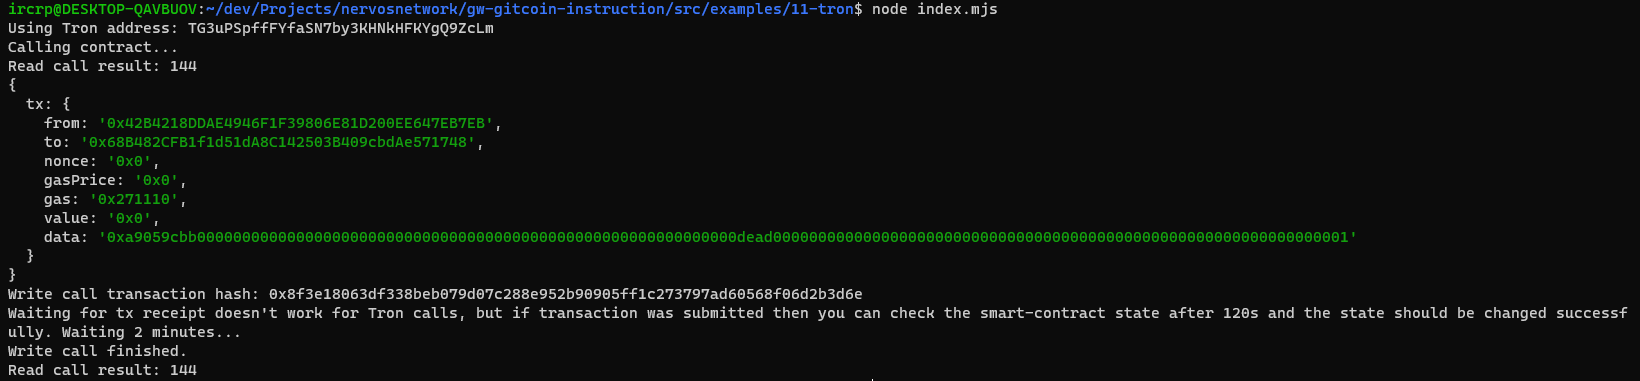 ircrp@DESKTOP-QAVBUOV:~/dev/Projects/nervosnetwork/gw-gitcoin-instruction/src/examples/11-tron$ node index.mjs
Using Tron address: TG3uPSpffFYfaSN7by3KHNkHFKYgQ9ZcLm
Calling contract...
Read call result: 144
{
  tx: {
    from: '0x42B4218DDAE4946F1F39806E81D200EE647EB7EB',
    to: '0x68B482CFB1f1d51dA8C142503B409cbdAe571748',
    nonce: '0x0',
    gasPrice: '0x0',
    gas: '0x271110',
    value: '0x0',
    data: '0xa9059cbb000000000000000000000000000000000000000000000000000000000000dead0000000000000000000000000000000000000000000000000000000000000001'
  }
}
Write call transaction hash: 0x8f3e18063df338beb079d07c288e952b90905ff1c273797ad60568f06d2b3d6e
Waiting for tx receipt doesn't work for Tron calls, but if transaction was submitted then you can check the smart-contract state after 120s and the state should be changed successf
ully. Waiting 2 minutes...
Write call finished.
Read call result: 144